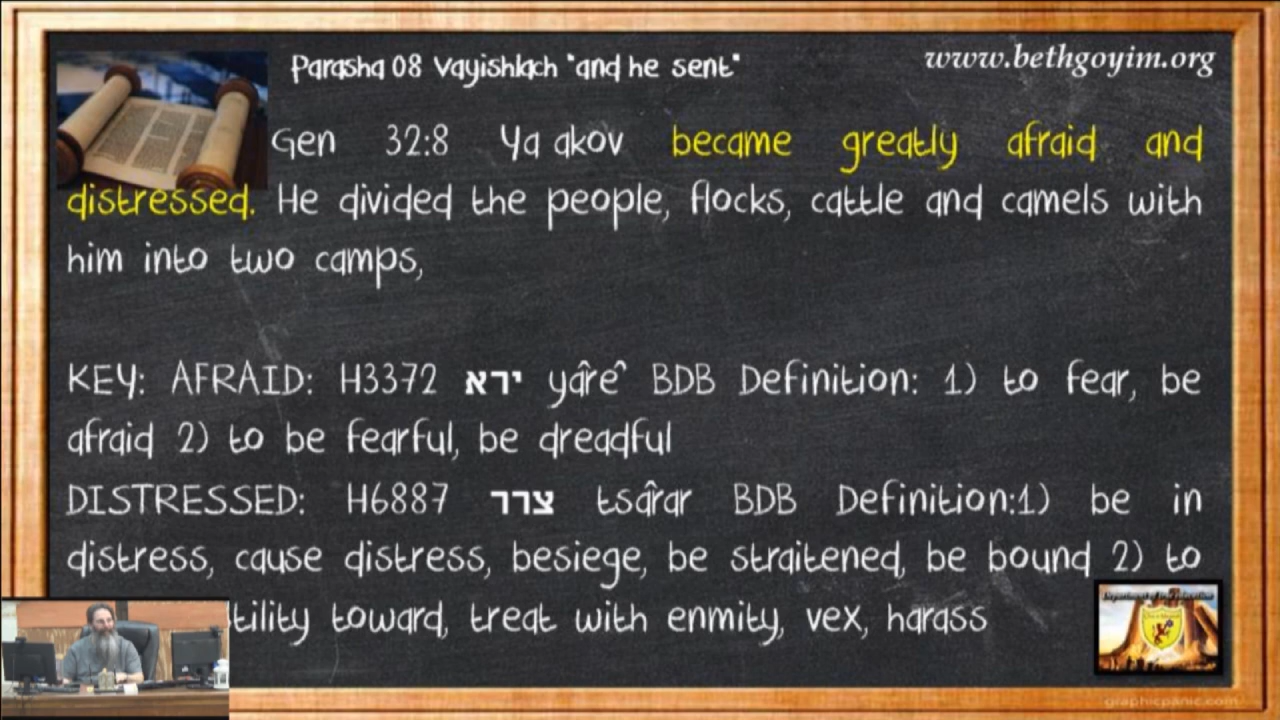 Parasha 08 Vayishlach "and he sent"
www.bethgoyim.org
Gen 32:8 Ya akov became greatly afraid and
distressed. He divided the people, flocks, cattle and camels with
him into two camps,
KEY: AFRAID: H3372 ירא yârê BDB Definition: 1) to fear, be
afraid 2) to be fearful, be dreadful
DISTRESSED: H6887 צרר tsârar BDB Definition:1) be in
distress, cause distress, besiege, be straitened, be bound 2) to
tility toward, treat with enmity, vex, harass
graphicpanic.com